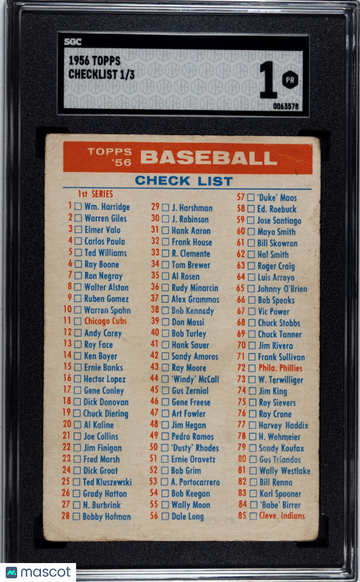 SGC
1956 TOPPS
CHECKLIST 1/3
1 PR
0063578
TOPPS '56 BASEBALL
CHECK LIST
1st SERIES
1 Wm. Harridge
2 Warren Giles
3 Elmer Valo
4 Carlos Paula
5 Ted Williams
6 Ray Boone
7 Ron Negray
8 Walter Alston
9 Ruben Gomez
10 Warren Spahn
11 Chicago Cubs
12 Andy Carey
13 Roy Face
14 Ken Boyer
15 Ernie Banks
16 Hector Lopez
17 Gene Conley
18 Dick Donovan
19 Chuck Diering
20 Al Kaline
21 Joe Collins
22 Jim Finigan
23 Fred Marsh
24 Dick Groat
25 Ted Kluszewski
26 Grady Hatton
27 N. Burbrink
28 Bobby Hofman
29 J. Harshman
30 J. Robinson
31 Hank Aaron
32 Frank House
33 R. Clemente
34 Tom Brewer
35 Al Rosen
36 Rudy Minarcin
37 Alex Grammas
38 Bob Kennedy
39 Don Mossi
40 Bob Turley
41 Hank Sauer
42 Sandy Amoros
43 Ray Moore
44 'Windy' McCall
45 Gus Zernial
46 Gene Freese
47 Art Fowler
48 Jim Hegan
49 Pedro Ramos
50 'Dusty' Rhodes
51 Ernie Oravetz
52 Bob Grim
53 A. Portocarrero
54 Bob Keegan
55 Wally Moon
56 Dale Long
57 'Duke' Maas
58 Ed. Roebuck
59 Jose Santiago
60 Mayo Smith
61 Bill Skowron
62 Hal Smith
63 Roger Craig
64 Luis Arroyo
65 Johnny O'Brien
66 Bob Speaks
67 Vic Power
68 Chuck Stobbs
69 Chuck Tanner
70 Jim Rivera
71 Frank Sullivan
72 Phila. Phillies
73 W. Terwilliger
74 Jim King
75 Roy Sievers
76 Ray Crone
77 Harvey Haddix
78 H. Wehmeier
79 Sandy Koufax
80 Gus Triandos
81 Wally Westlake
82 Bill Renna
83 Karl Spooner
84 'Babe' Birrer
85 Cleve. Indians
mascot